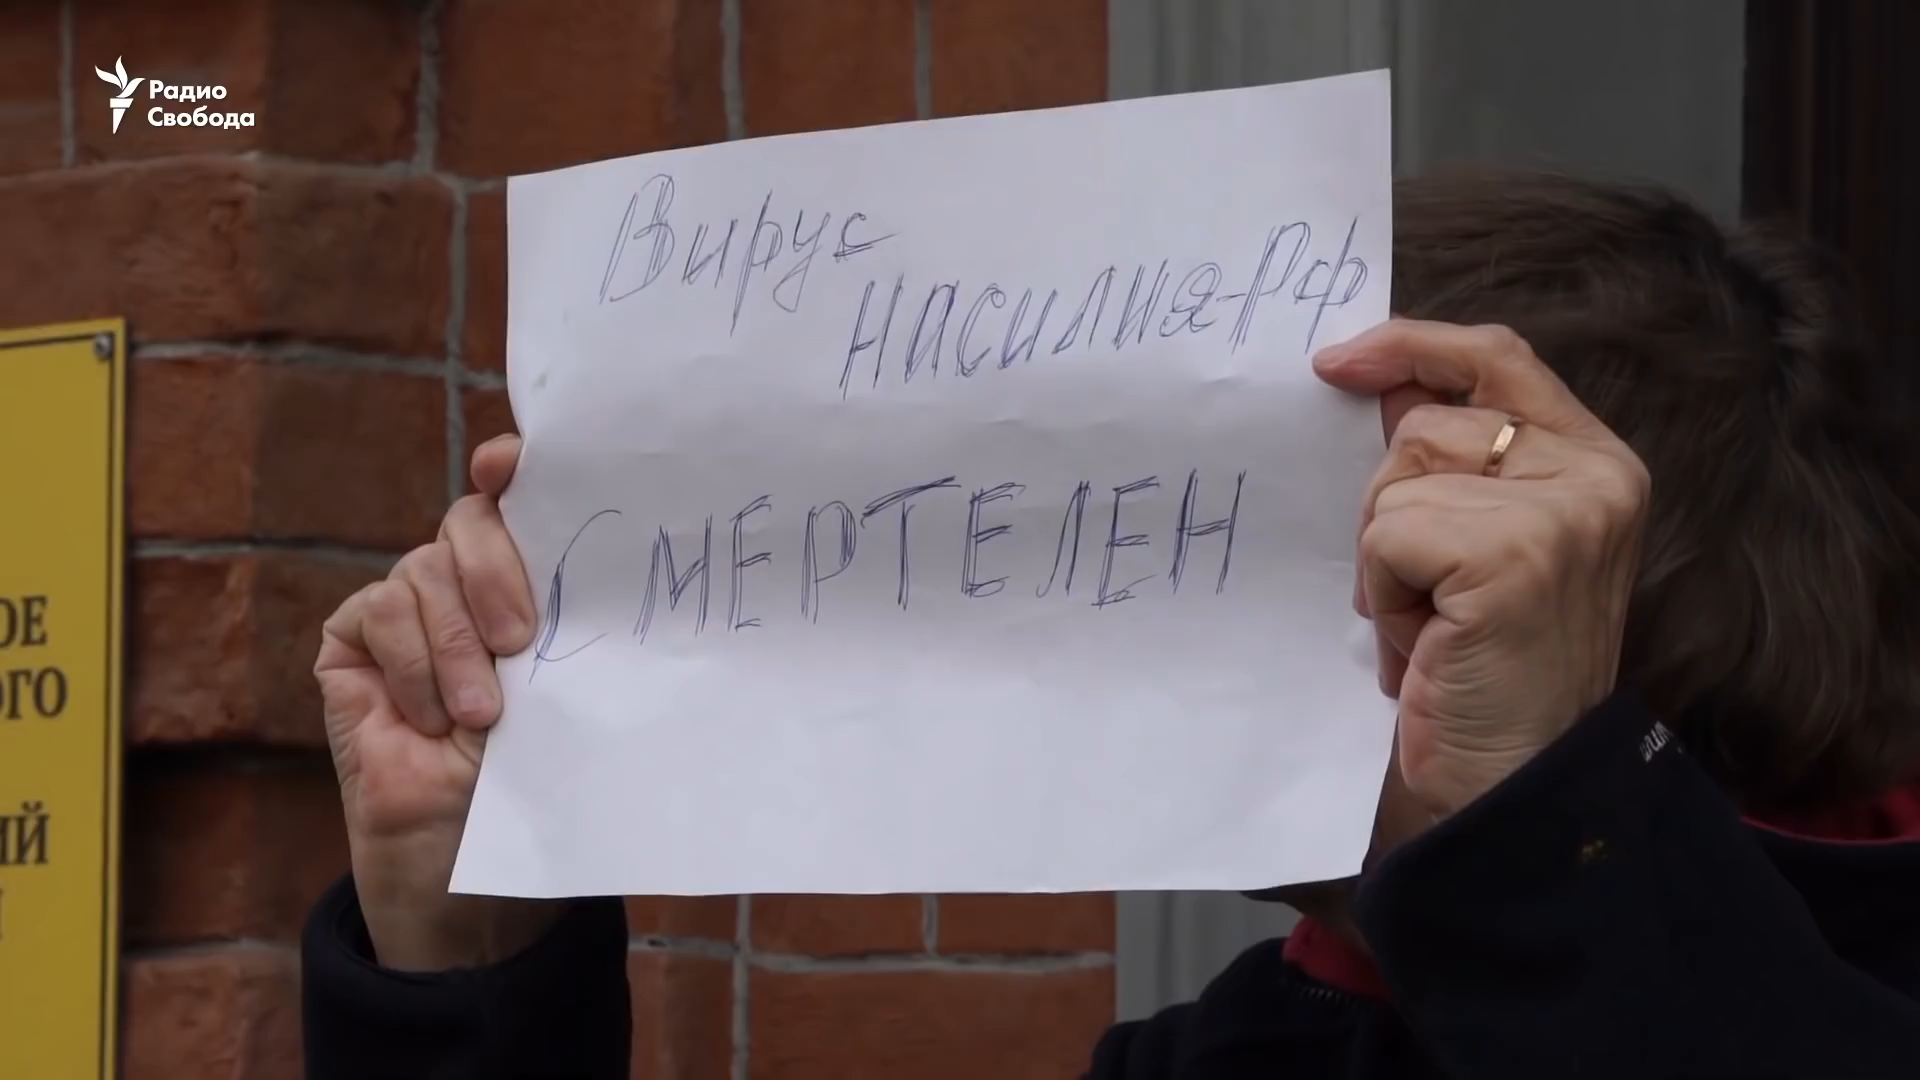 Радио
Свобода
Вирус
насилия-РФ
СМЕРТЕЛЕН
ОЕ
ОГО
ИЙ